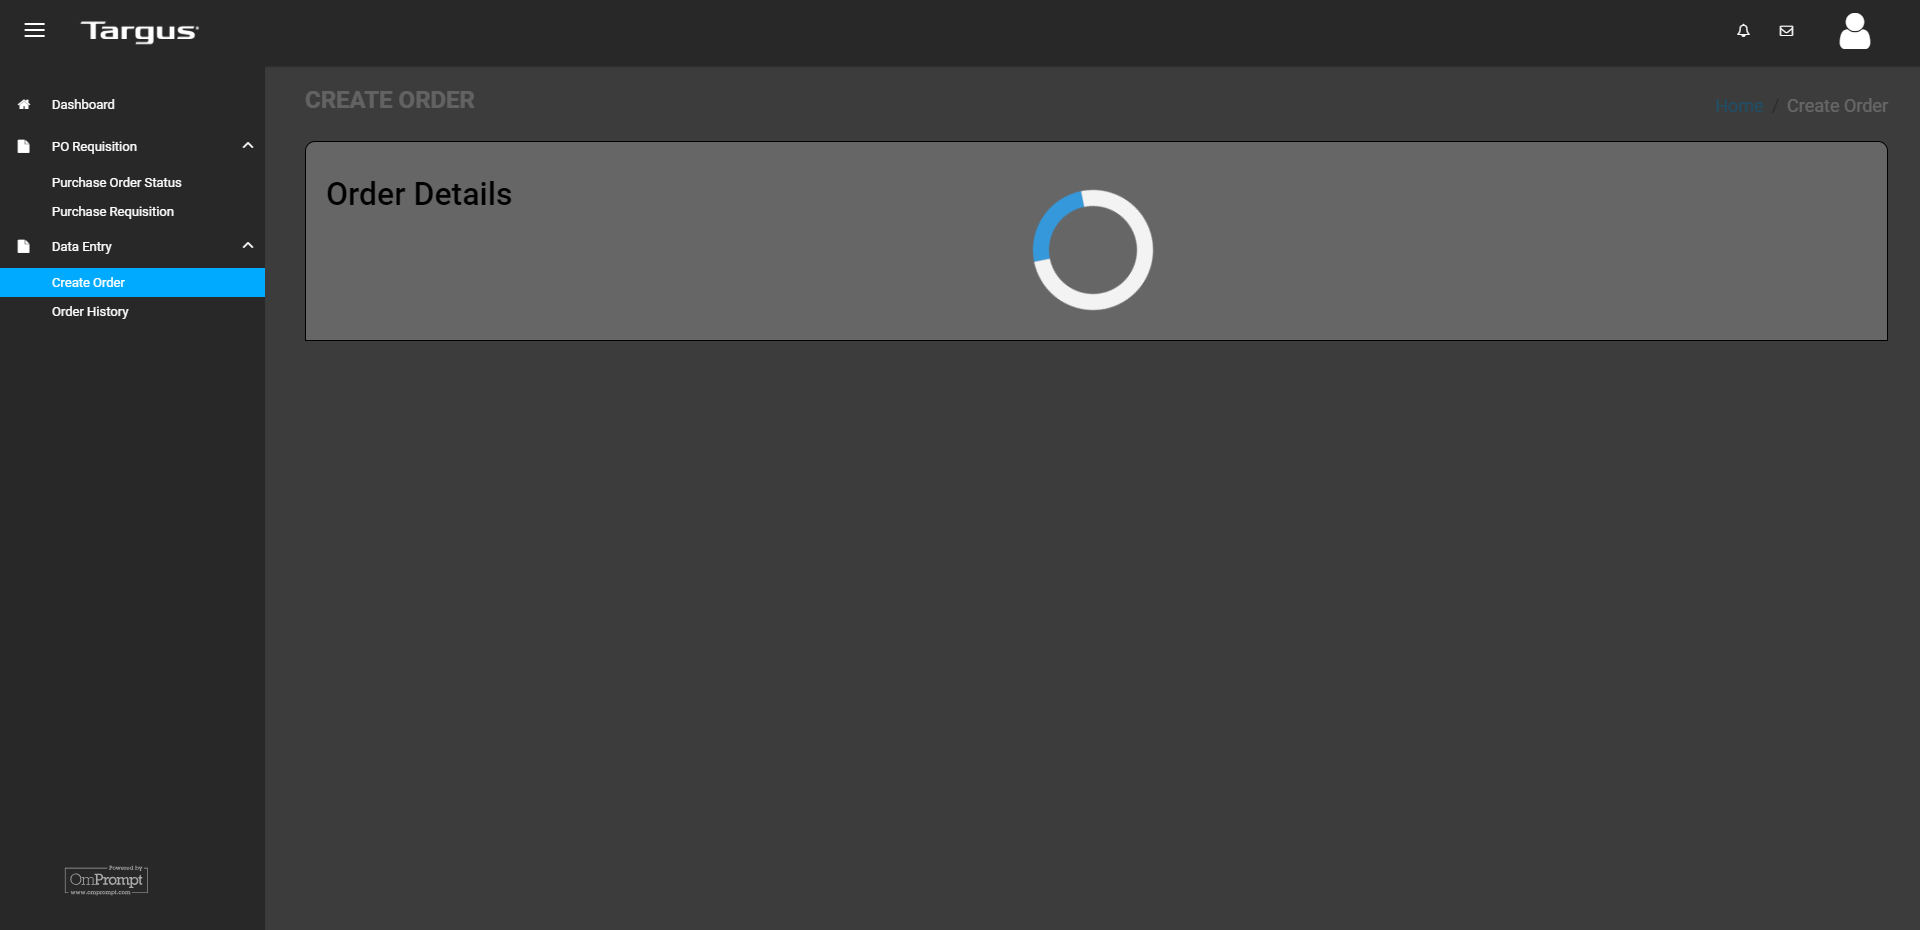 Targus
Dashboard
PO Requisition
Purchase Order Status
Purchase Requisition
Data Entry
Create Order
Order History
CREATE ORDER
Home / Create Order
Order Details
Powered by
OmPrompt
www.omprompt.com